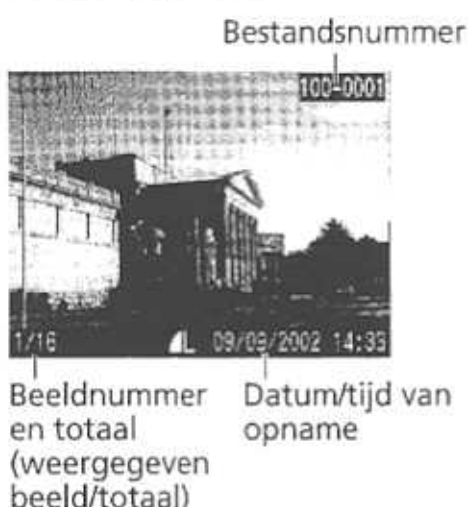 Bestandsnummer
100-0001
1/16 L 09/09/2002 14:33
Beeldnummer
en totaal
(weergegeven
beeld/totaal)
Datum/tijd van
opname